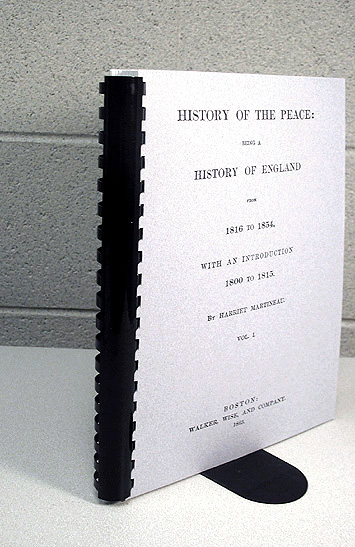 HISTORY OF THE PEACE:
BEING A
HISTORY OF ENGLAND
FROM
1816 TO 1854.
WITH AN INTRODUCTION
1800 TO 1815.
BY HARRIET MARTINEAU.
VOL. I.
BOSTON:
WALKER, WISE, AND COMPANY.